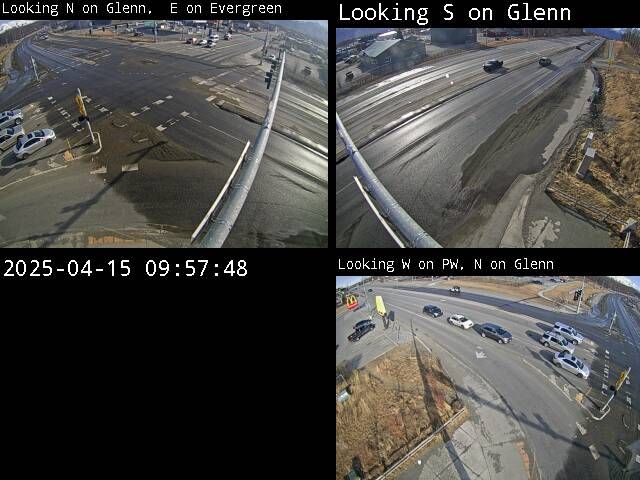 Looking N on Glenn, E on Evergreen
Looking S on Glenn
2025-04-15 09:57:48
Looking W on PW, N on Glenn